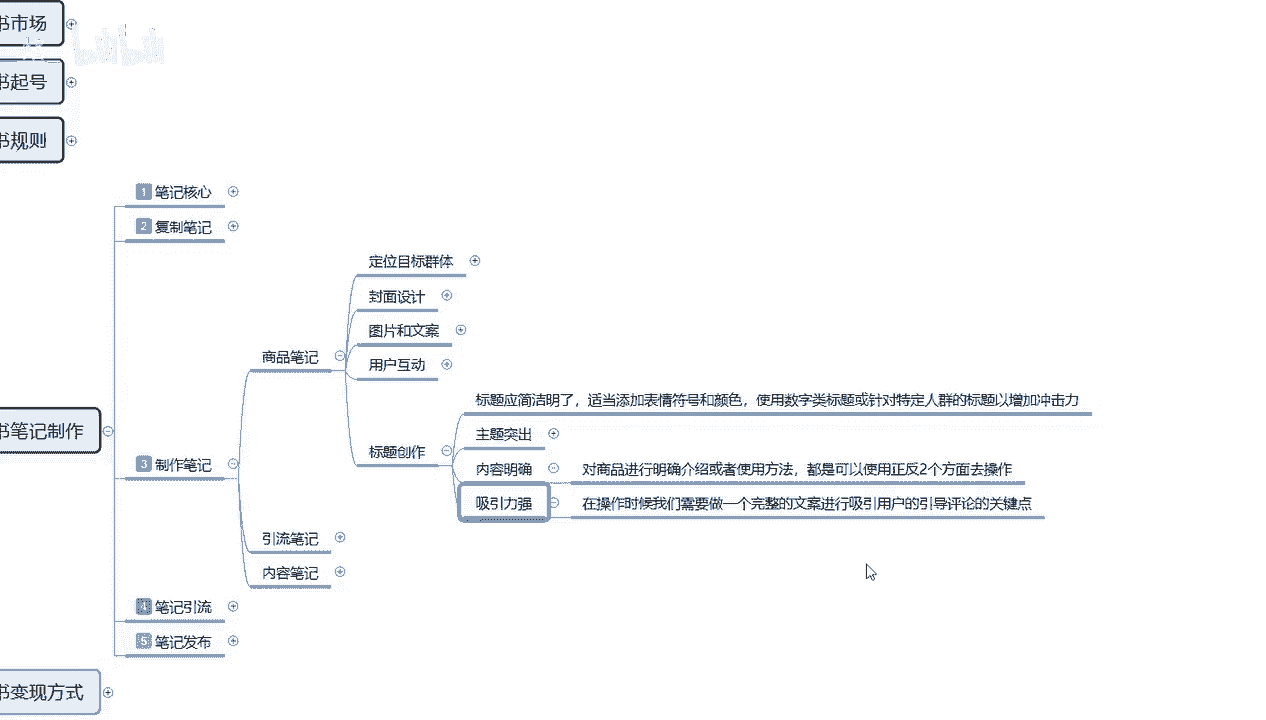 书市场
bilibili
书起号
书规则
1 笔记核心
2 复制笔记
定位目标群体
封面设计
图片和文案
用户互动
商品笔记
标题应简洁明了，适当添加表情符号和颜色，使用数字类标题或针对特定人群的标题以增加冲击力
主题突出
书笔记制作
标题创作
3 制作笔记
内容明确
对商品进行明确介绍或者使用方法，都是可以使用正反2个方面去操作
吸引力强
在操作时候我们需要做一个完整的文案进行吸引用户的引导评论的关键点
引流笔记
内容笔记
4 笔记引流
5 笔记发布
书变现方式